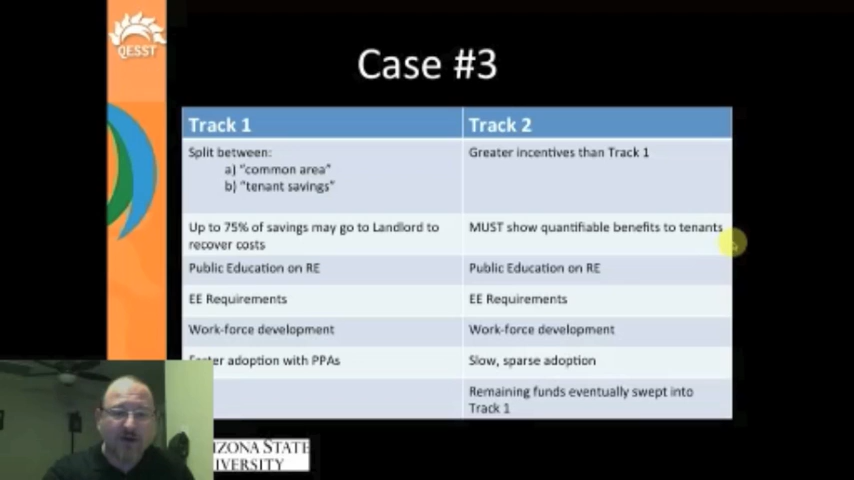 QESST
Case #3
Track 1
Track 2
Split between:
a) "common area"
b) "tenant savings"
Greater incentives than Track 1
Up to 75% of savings may go to Landlord to
recover costs
MUST show quantifiable benefits to tenants
Public Education on RE
Public Education on RE
EE Requirements
EE Requirements
Work-force development
Work-force development
adoption with PPAs
Slow, sparse adoption
Remaining funds eventually swept into
Track 1
IZONA STATE
IVERSITY